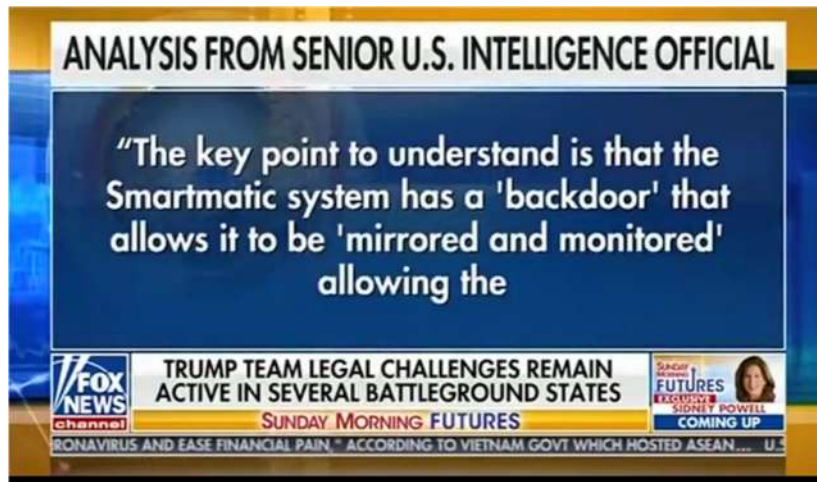 ANALYSIS FROM SENIOR U.S. INTELLIGENCE OFFICIAL
“The key point to understand is that the
Smartmatic system has a 'backdoor' that
allows it to be 'mirrored and monitored'
allowing the
FOX
NEWS
channel
TRUMP TEAM LEGAL CHALLENGES REMAIN
ACTIVE IN SEVERAL BATTLEGROUND STATES
SUNDAY MORNING FUTURES
SUNDAY
MORNING
FUTURES
EXCLUSIVE
SIDNEY POWELL
COMING UP
RONAVIRUS AND EASE FINANCIAL PAIN," ACCORDING TO VIETNAM GOVT WHICH HOSTED ASEAN... U.S